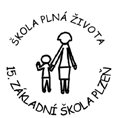 ŠKOLA PLNÁ ŽIVOTA
15. ZÁKLADNÍ ŠKOLA PLZEŇ